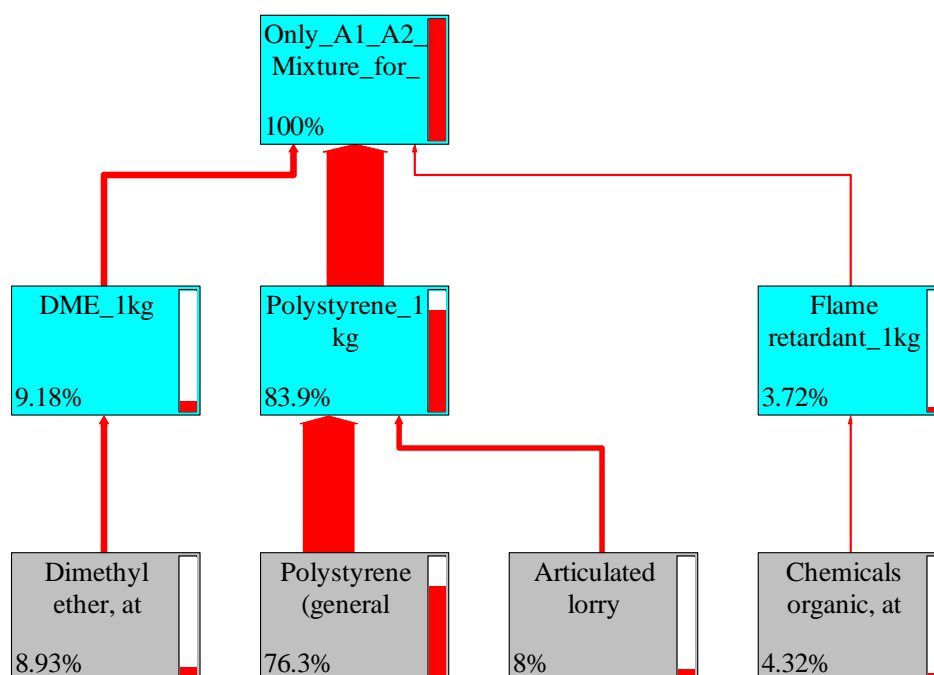 Only_A1_A2_
Mixture_for_
100%
DME_1kg
9.18%
Polystyrene_1
kg
83.9%
Flame
retardant_1kg
3.72%
Dimethyl
ether, at
8.93%
Polystyrene
(general
76.3%
Articulated
lorry
8%
Chemicals
organic, at
4.32%